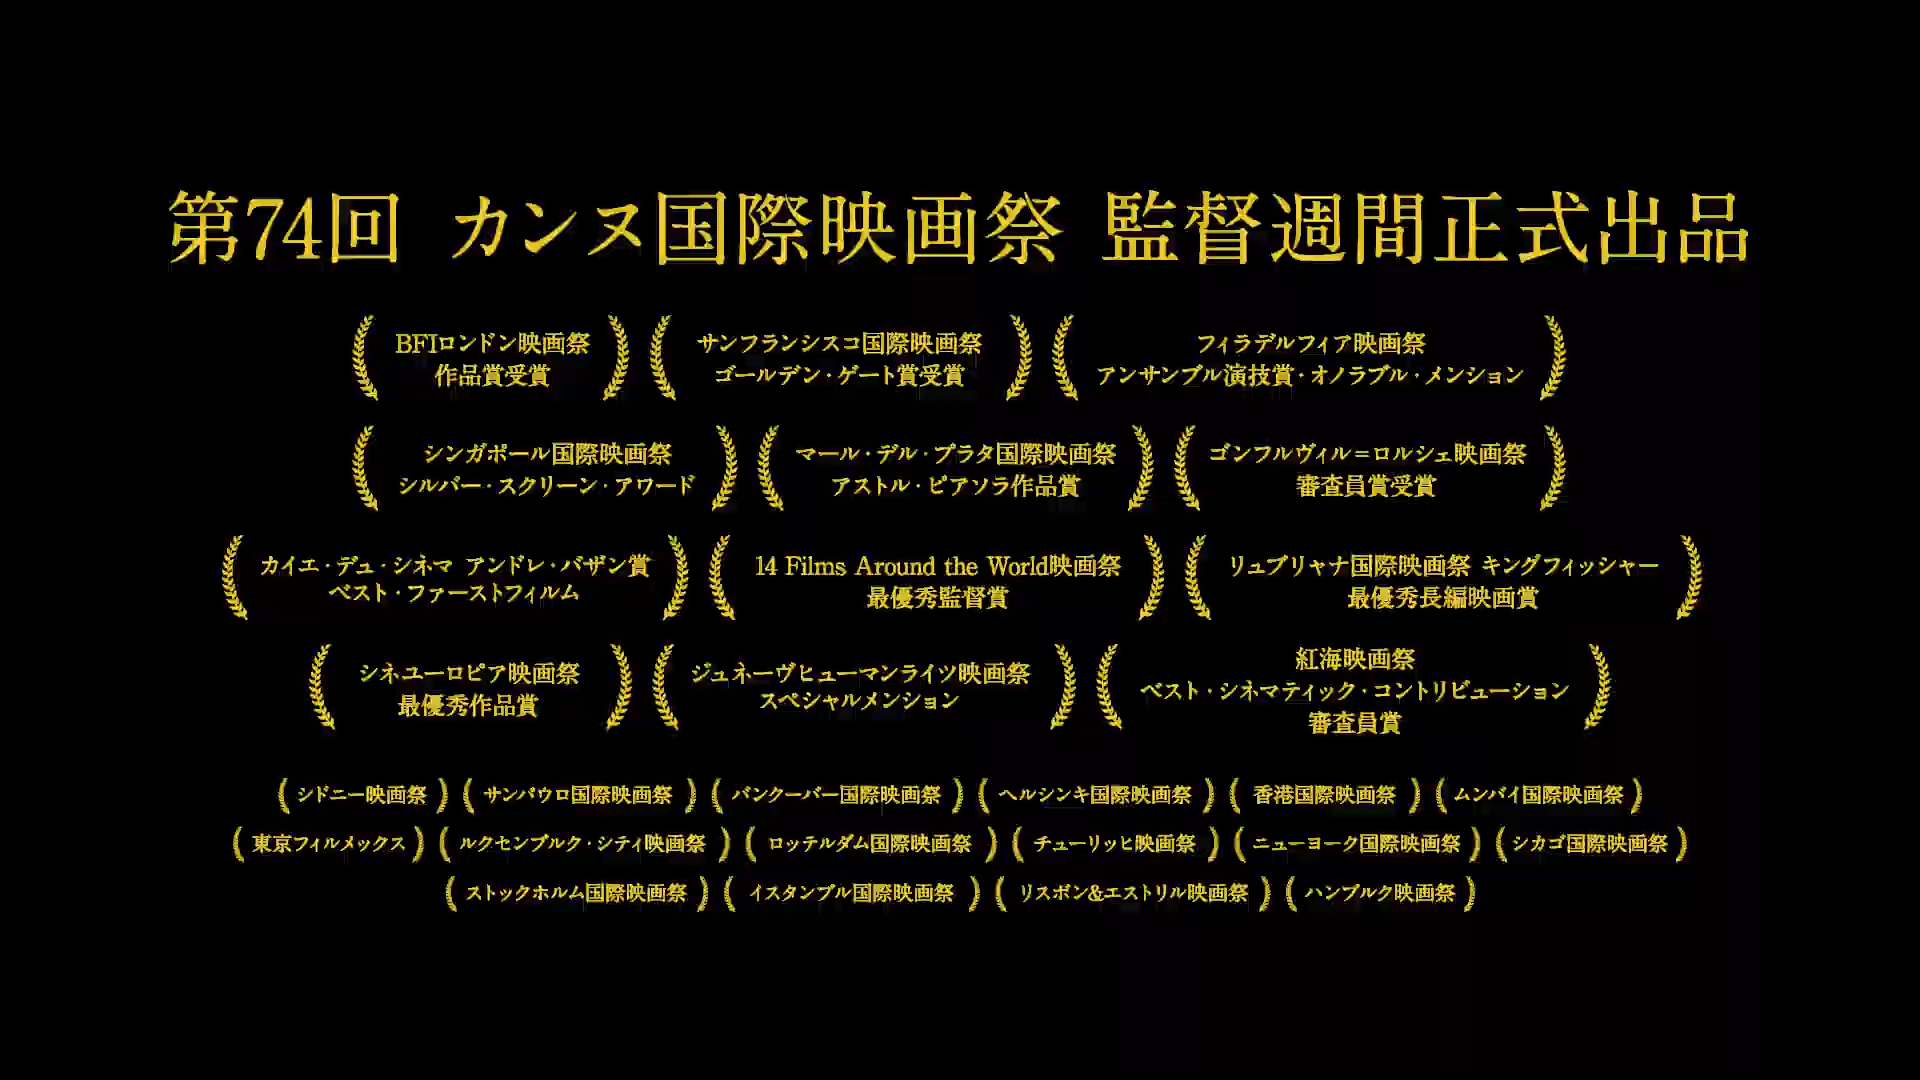 第74回 カンヌ国際映画祭 監督週間正式出品
BFIロンドン映画祭
作品賞受賞
サンフランシスコ国際映画祭
ゴールデン・ゲート賞受賞
フィラデルフィア映画祭
アンサンブル演技賞・オノラブル・メンション
シンガポール国際映画祭
シルバー・スクリーン・アワード
マール・デル・プラタ国際映画祭
アストル・ピアソラ作品賞
ゴンフルヴィル=ロルシェ映画祭
審査員賞受賞
カイエ・デュ・シネマ アンドレ・バザン賞
ベスト・ファーストフィルム
14 Films Around the World映画祭
最優秀監督賞
リュブリャナ国際映画祭 キングフィッシャー
最優秀長編映画賞
シネユーロピア映画祭
最優秀作品賞
ジュネーヴヒューマンライツ映画祭
スペシャルメンション
紅海映画祭
ベスト・シネマティック・コントリビューション
審査員賞
シドニー映画祭
サンパウロ国際映画祭
バンクーバー国際映画祭
ヘルシンキ国際映画祭
香港国際映画祭
ムンバイ国際映画祭
東京フィルメックス
ルクセンブルク・シティ映画祭
ロッテルダム国際映画祭
チューリッヒ映画祭
ニューヨーク国際映画祭
シカゴ国際映画祭
ストックホルム国際映画祭
イスタンブル国際映画祭
リスボン&エストリル映画祭
ハンブルク映画祭